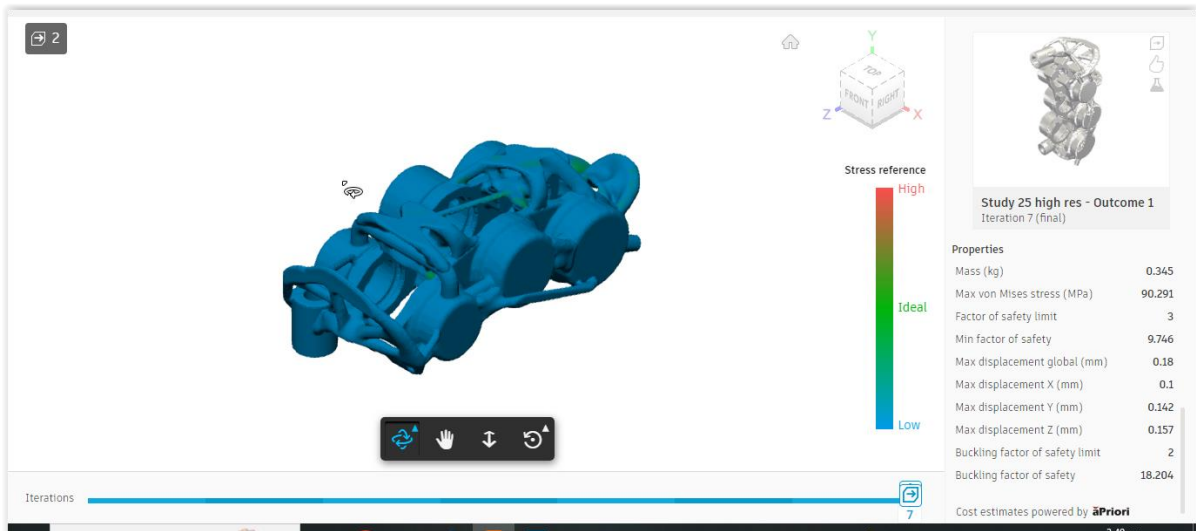 2
Y
TOP
FRONT
RIGHT
Z
X
Stress reference
High
Ideal
Low
Iterations
7
Study 25 high res - Outcome 1
Iteration 7 (final)
Properties
Mass (kg) 0.345
Max von Mises stress (MPa) 90.291
Factor of safety limit 3
Min factor of safety 9.746
Max displacement global (mm) 0.18
Max displacement X (mm) 0.1
Max displacement Y (mm) 0.142
Max displacement Z (mm) 0.157
Buckling factor of safety limit 2
Buckling factor of safety 18.204
Cost estimates powered by aPriori